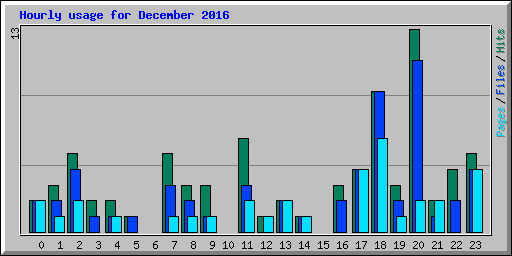 Hourly usage for December 2016
13
Pages / Files / Hits
0 1 2 3 4 5 6 7 8 9 10 11 12 13 14 15 16 17 18 19 20 21 22 23